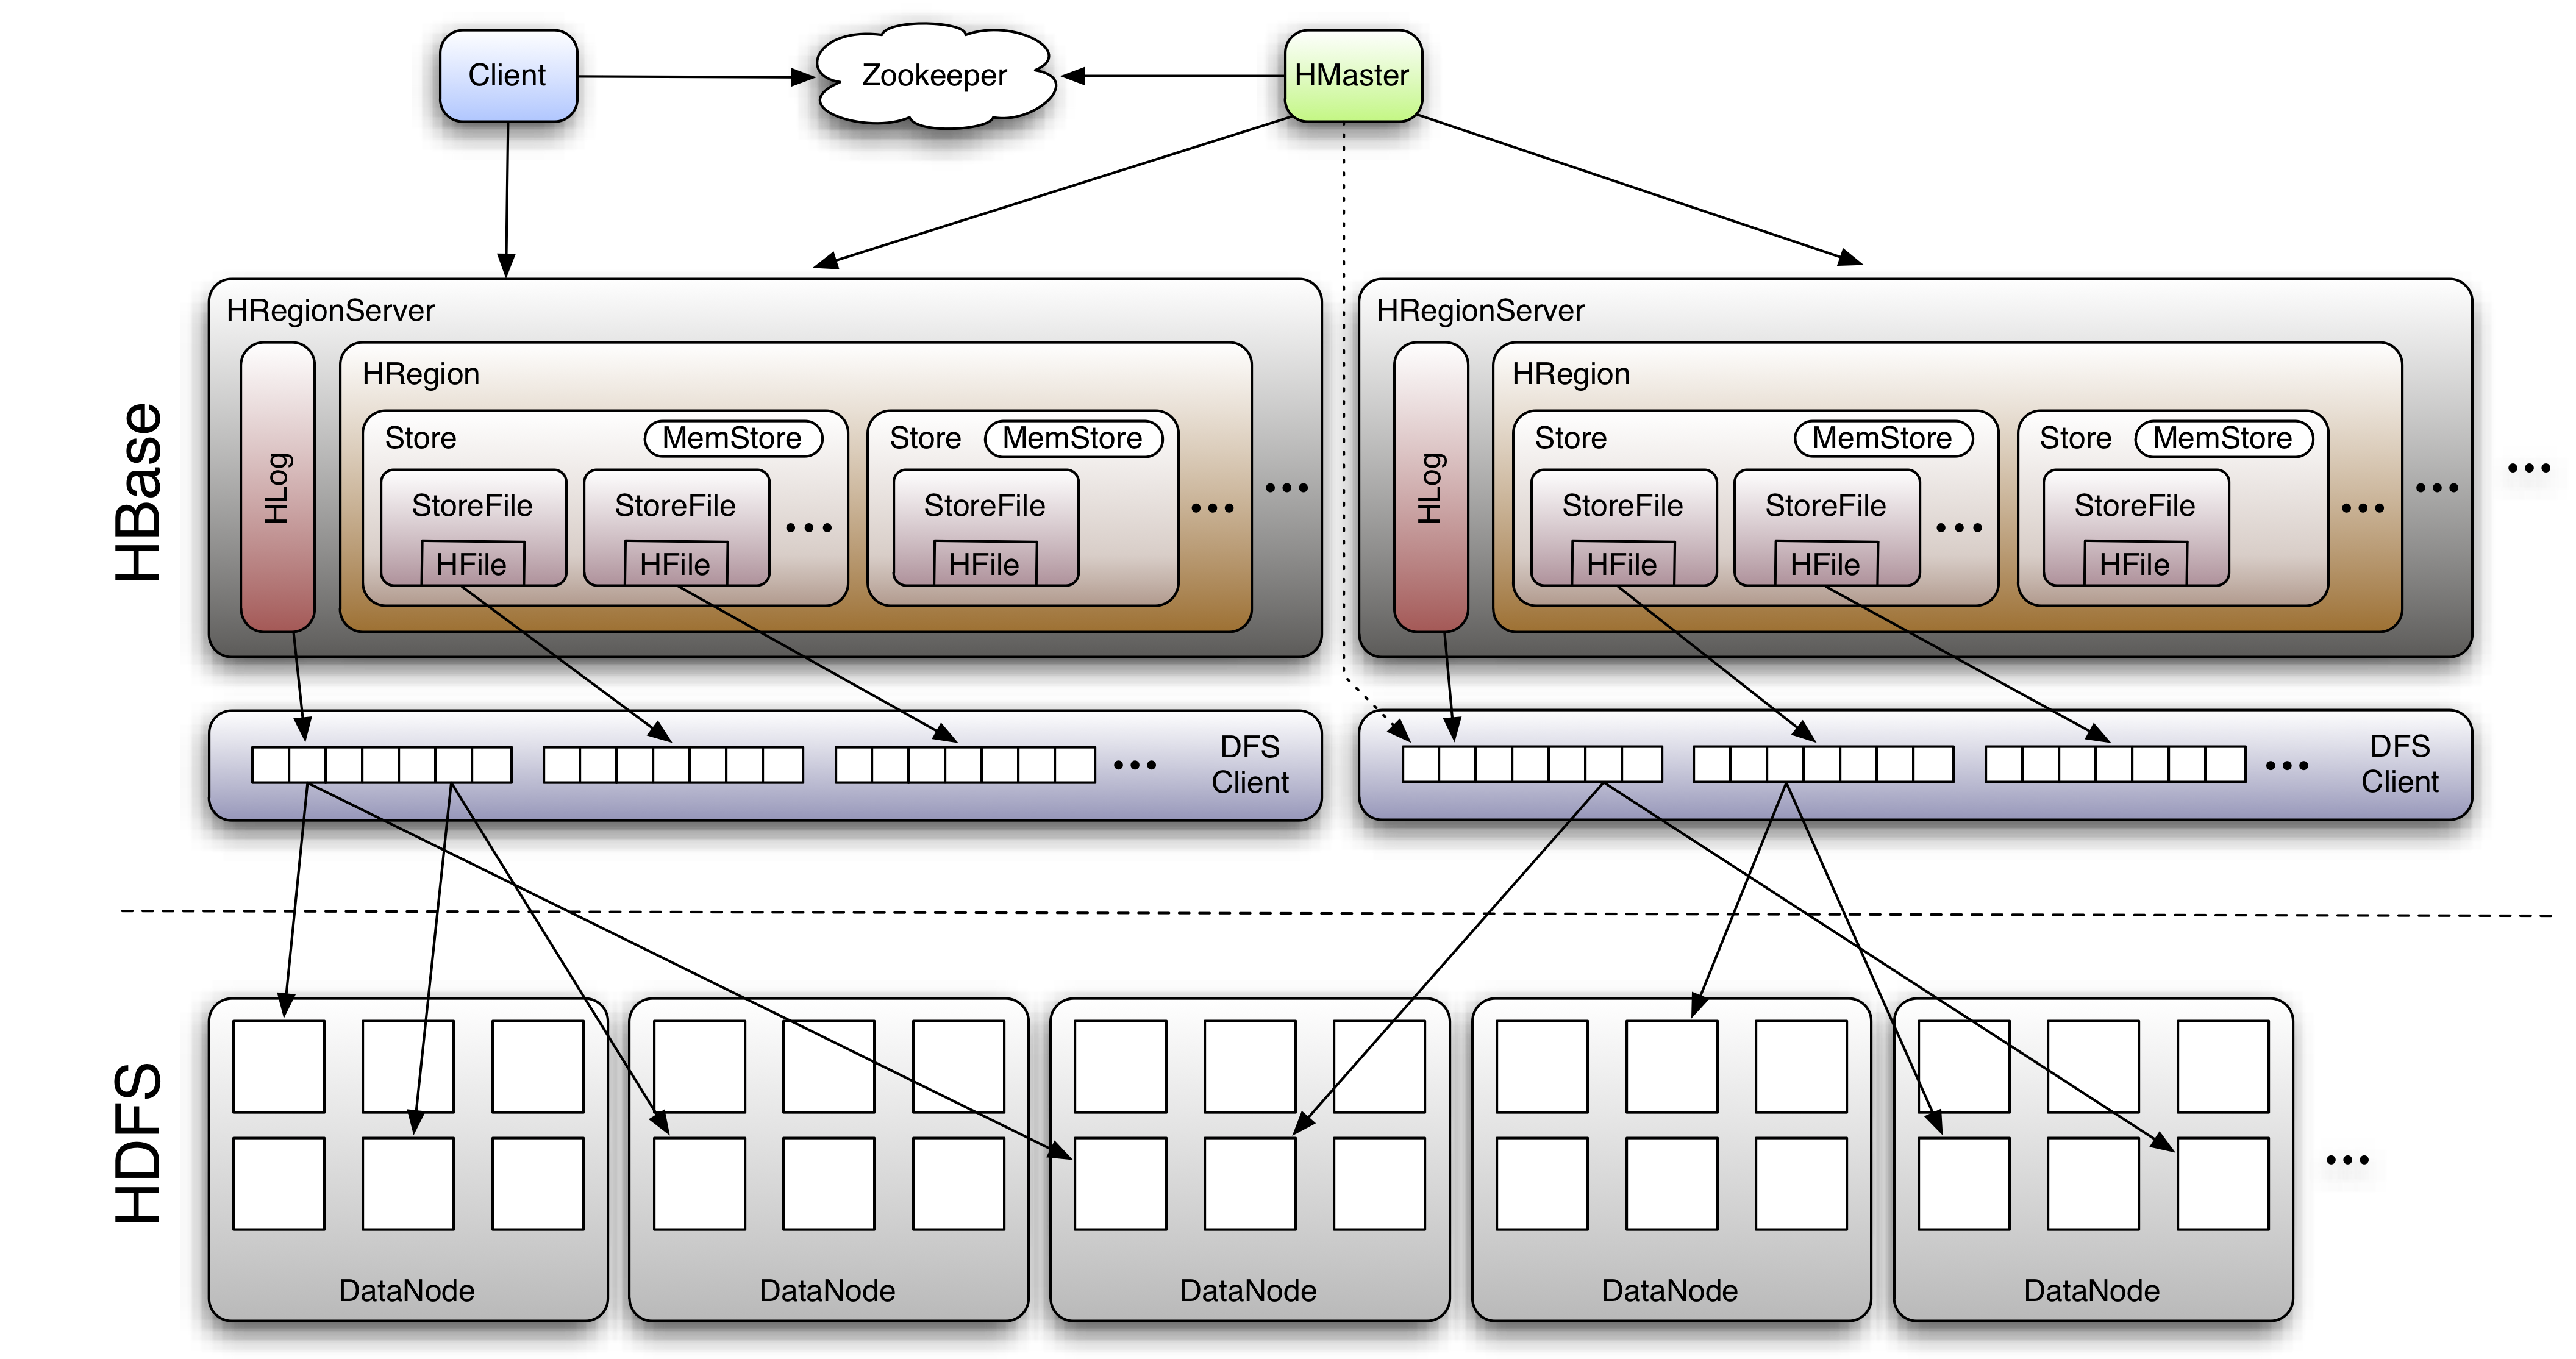 Client
Zookeeper
HMaster
HBase
HRegionServer
HLog
HRegion
Store
MemStore
StoreFile
HFile
StoreFile
HFile
...
Store
MemStore
StoreFile
HFile
...
...
HRegionServer
HLog
HRegion
Store
MemStore
StoreFile
HFile
StoreFile
HFile
...
Store
MemStore
StoreFile
HFile
...
...
...
...
DFS
Client
...
DFS
Client
HDFS
DataNode
DataNode
DataNode
DataNode
DataNode
...